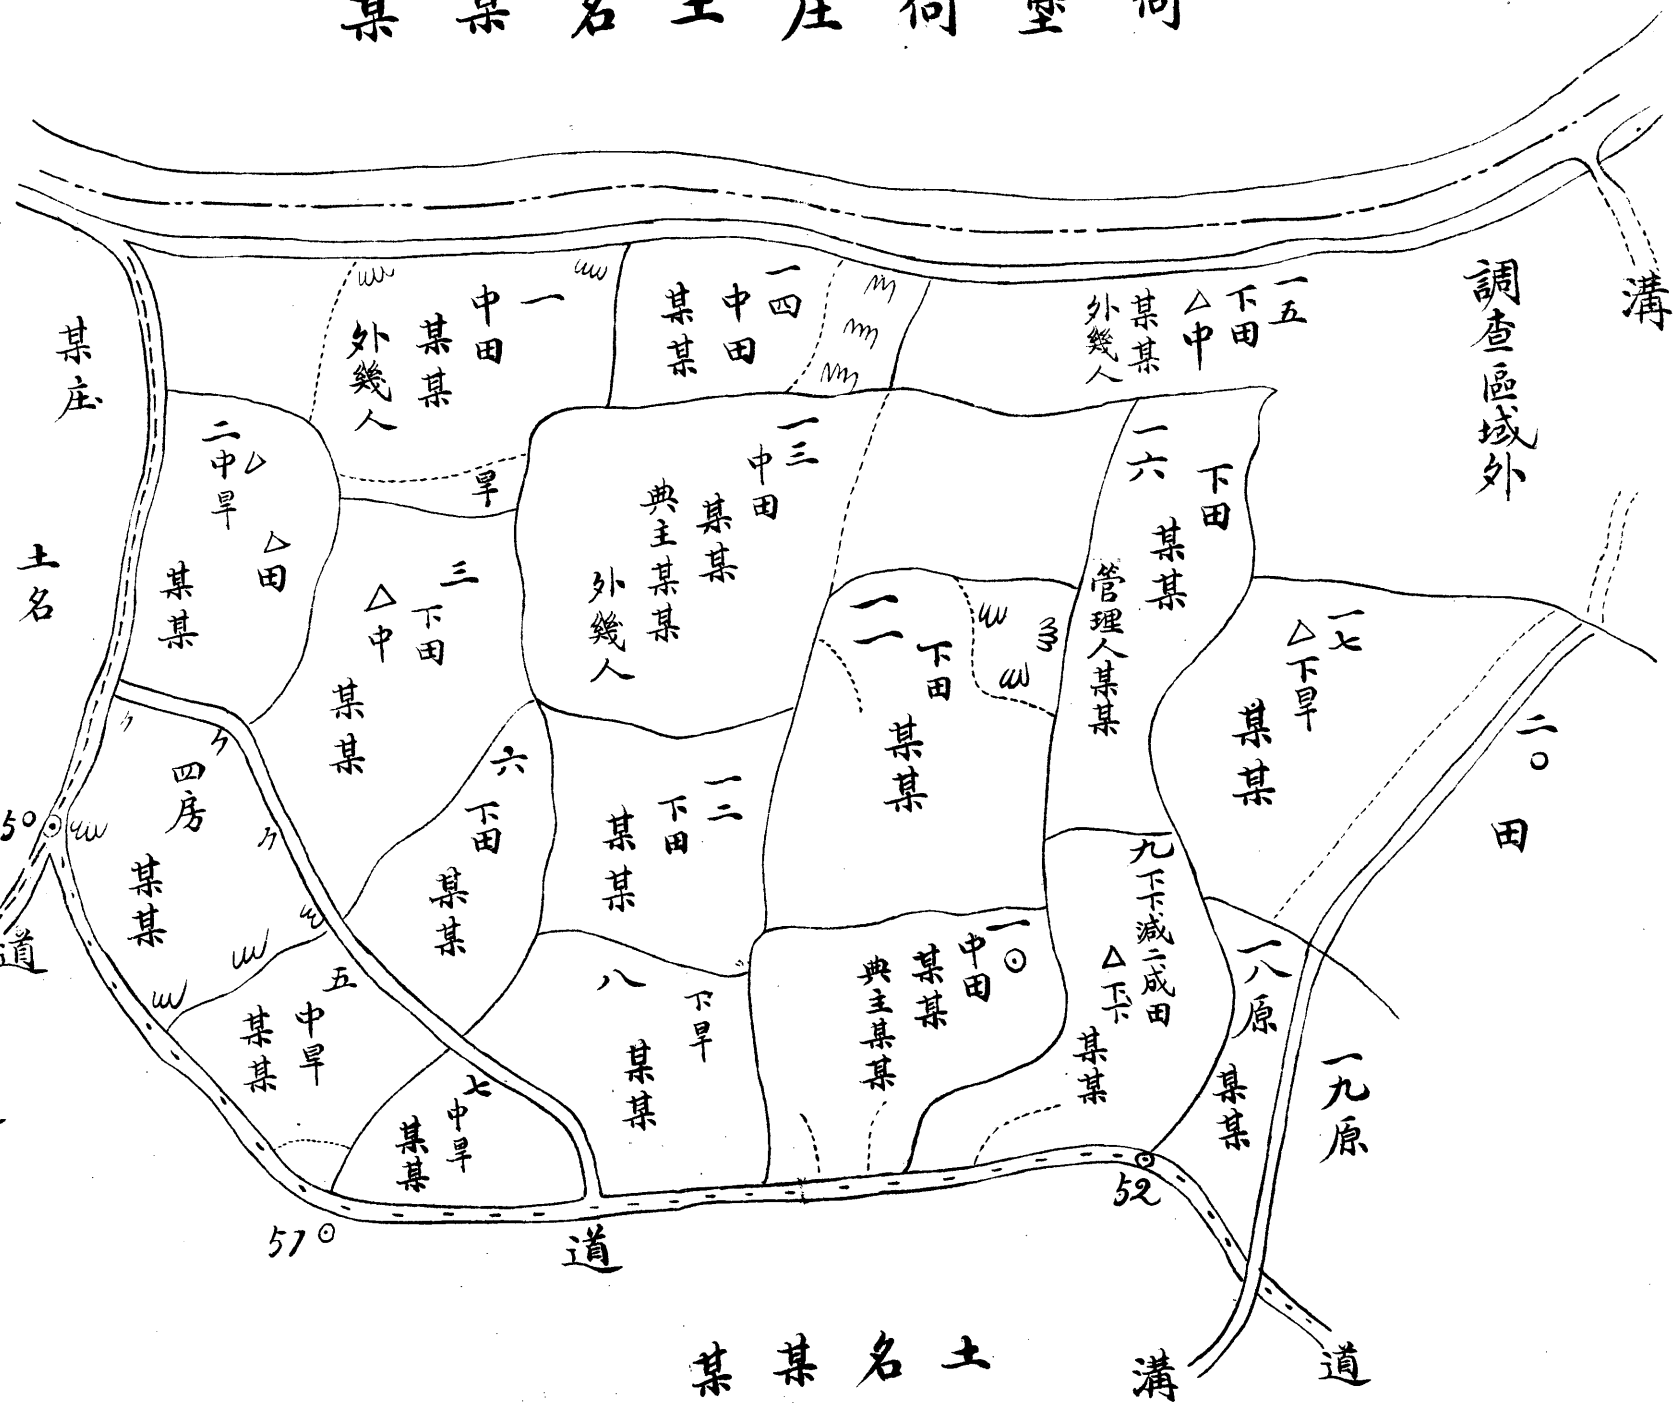 某某名土庄何堡何
溝
調査區域外
一五
下田
△中
某某
外幾人
一四
中田
某某
一
中田
某某
外幾人
旱
某庄
土名
二
△
中旱
△田
某某
三
下田
△中
某某
一三
中田
某某
典主某某
外幾人
一六
下田
某某
管理人某某
一一
下田
某某
一七
△下旱
某某
二〇
田
四房
某某
50
道
六
下田
某某
一二
下田
某某
五
中旱
某某
七
中旱
某某
八
下旱
某某
一〇
中田
某某
典主某某
九
下下減二成田
△下下
某某
一八原
某某
一九原
57
道
52
溝
道
某某名土